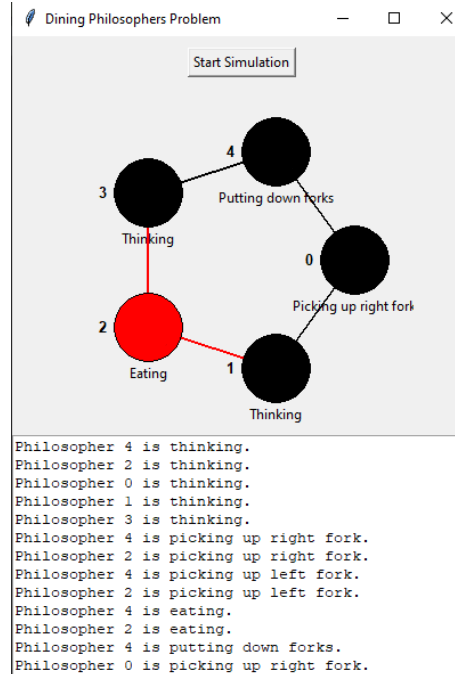 Dining Philosophers Problem
Start Simulation
4
Putting down forks
3
Thinking
0
Picking up right fork
2
Eating
1
Thinking
Philosopher 4 is thinking.
Philosopher 2 is thinking.
Philosopher 0 is thinking.
Philosopher 1 is thinking.
Philosopher 3 is thinking.
Philosopher 4 is picking up right fork.
Philosopher 2 is picking up right fork.
Philosopher 4 is picking up left fork.
Philosopher 2 is picking up left fork.
Philosopher 4 is eating.
Philosopher 2 is eating.
Philosopher 4 is putting down forks.
Philosopher 0 is picking up right fork.